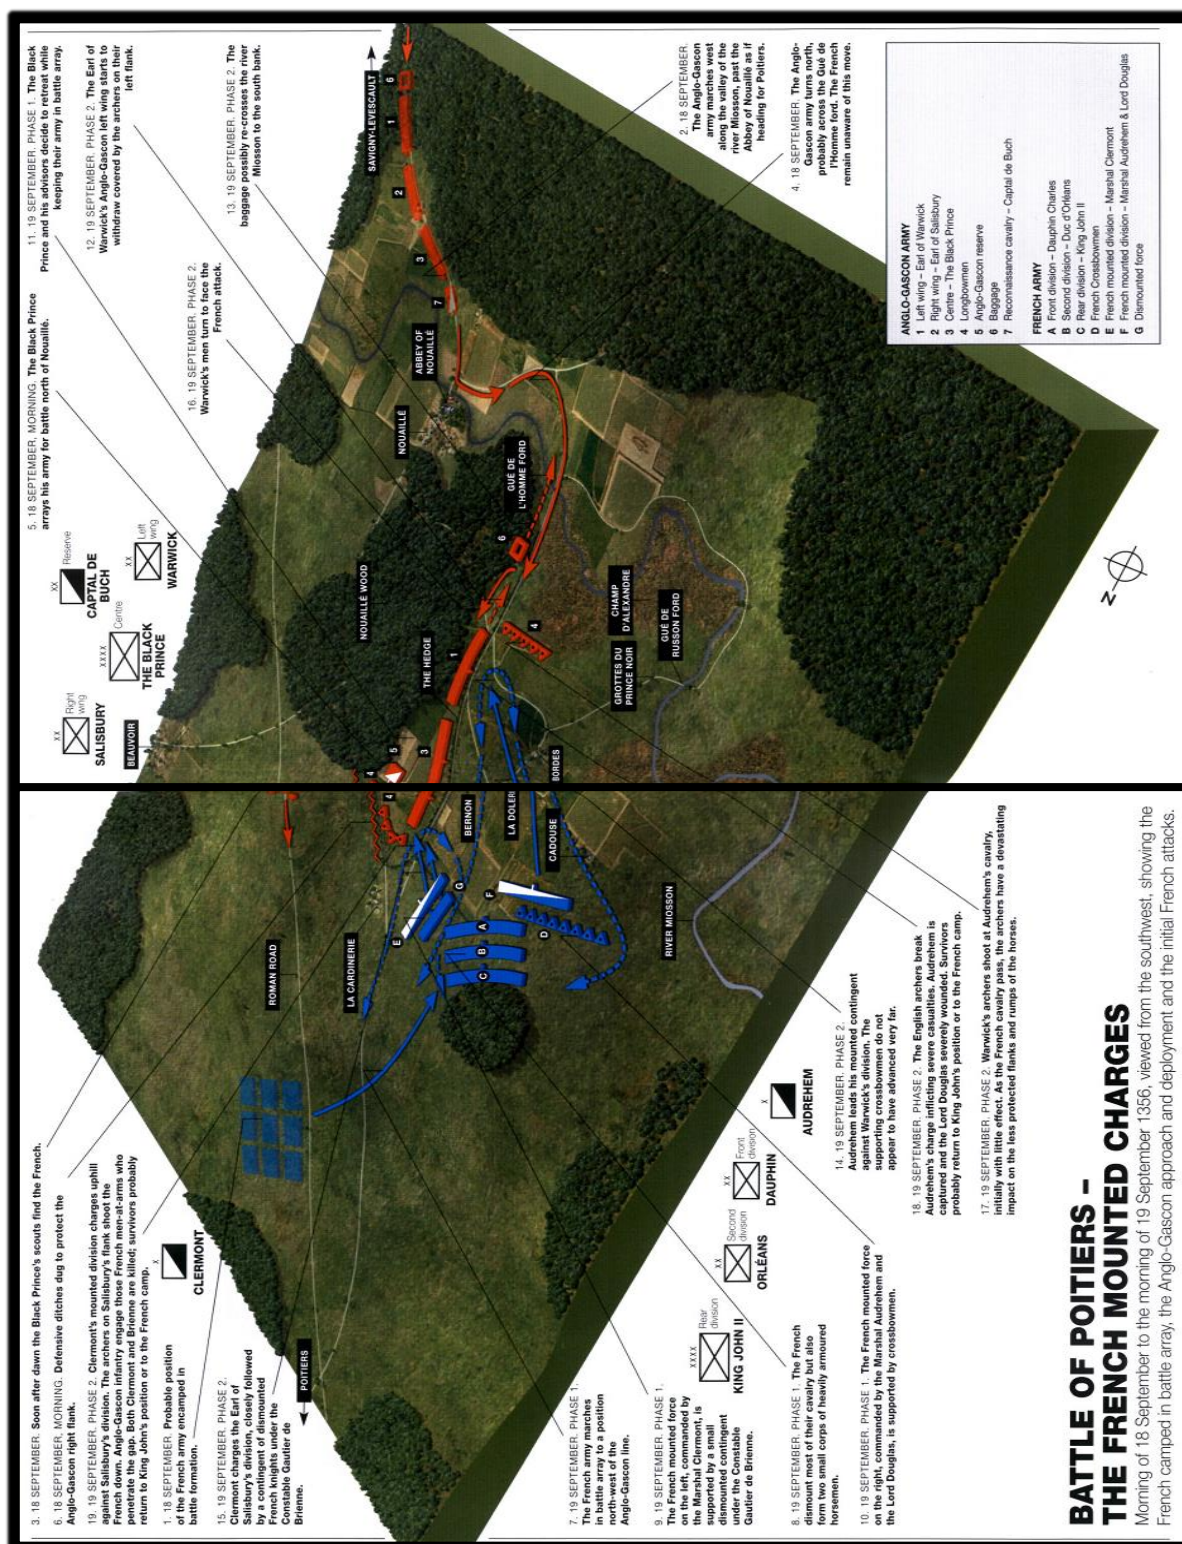 BATTLE OF POITIERS –
THE FRENCH MOUNTED CHARGES
Morning of 18 September to the morning of 19 September 1356, viewed from the southwest, showing the
French camped in battle array, the Anglo-Gascon approach and deployment and the initial French attacks.
3. 18 SEPTEMBER. Soon after dawn the Black Prince's scouts find the French.
6. 18 SEPTEMBER, MORNING. Defensive ditches dug to protect the
Anglo-Gascon right flank.
19. 19 SEPTEMBER. PHASE 2. Clermont's mounted division charges uphill
against Salisbury's division. The archers on Salisbury's flank shoot the
French down. Anglo-Gascon infantry engage those French men-at-arms who
penetrate the gap. Both Clermont and Brienne are killed; survivors probably
return to King John's position or to the French camp.
1. 18 SEPTEMBER. Probable position
of the French army encamped in
battle formation.
15. 19 SEPTEMBER. PHASE 2.
Clermont charges the Earl of
Salisbury's division, closely followed
by a contingent of dismounted
French knights under the
Constable Gautier de
Brienne.
7. 19 SEPTEMBER. PHASE 1.
The French army marches
in battle array to a position
north-west of the
Anglo-Gascon line.
9. 19 SEPTEMBER. PHASE 1.
The French mounted force
on the left, commanded by
the Marshal Clermont, is
supported by a small
dismounted contingent
under the Constable
Gautier de Brienne.
8. 19 SEPTEMBER. PHASE 1. The French
dismount most of their cavalry but also
form two small corps of heavily armoured
horsemen.
10. 19 SEPTEMBER. PHASE 1. The French mounted force
on the right, commanded by the Marshal Audrehem and
the Lord Douglas, is supported by crossbowmen.
14. 19 SEPTEMBER. PHASE 2.
Audrehem leads his mounted contingent
against Warwick's division. The
supporting crossbowmen do not
appear to have advanced very far.
18. 19 SEPTEMBER. PHASE 2. The English archers break
Audrehem's charge inflicting severe casualties. Audrehem is
captured and the Lord Douglas severely wounded. Survivors
probably return to King John's position or to the French camp.
17. 19 SEPTEMBER. PHASE 2. Warwick's archers shoot at Audrehem's cavalry,
initially with little effect. As the French cavalry pass, the archers have a devastating
impact on the less protected flanks and rumps of the horses.
X
CLERMONT
XXXX
Rear
division
KING JOHN II
XX
Second
division
ORLÉANS
XX
Front
division
DAUPHIN
X
AUDREHEM
POITIERS
ROMAN ROAD
LA CARDINERIE
BERNON
LA DOLERIE
CADOUSE
BORDES
RIVER MIOSSON
E
G
F
A
B
C
D
4
5. 18 SEPTEMBER, MORNING. The Black Prince
arrays his army for battle north of Nouaillé.
11. 19 SEPTEMBER. PHASE 1. The Black
Prince and his advisors decide to retreat while
keeping their army in battle array.
12. 19 SEPTEMBER. PHASE 2. The Earl of
Warwick's Anglo-Gascon left wing starts to
withdraw covered by the archers on their
left flank.
16. 19 SEPTEMBER. PHASE 2.
Warwick's men turn to face the
French attack.
13. 19 SEPTEMBER. PHASE 2. The
baggage possibly re-crosses the river
Miosson to the south bank.
2. 18 SEPTEMBER.
The Anglo-Gascon
army marches west
along the valley of the
river Miosson, past the
Abbey of Nouaillé as if
heading for Poitiers.
4. 18 SEPTEMBER. The Anglo-
Gascon army turns north,
probably across the Gué de
l'Homme ford. The French
remain unaware of this move.
XX
Right
wing
SALISBURY
XXXX
Centre
THE BLACK
PRINCE
XX
Reserve
CAPTAL DE
BUCH
XX
Left
wing
WARWICK
BEAUVOIR
NOUAILLÉ WOOD
THE HEDGE
NOUAILLÉ
ABBEY OF
NOUAILLÉ
SAVIGNY-LEVESCAULT
GUÉ DE
L'HOMME FORD
CHAMP
D'ALEXANDRE
GROTTES DU
PRINCE NOIR
GUÉ DE
RUSSON FORD
4
5
3
1
4
6
7
3
2
1
6
N
ANGLO-GASCON ARMY
1 Left wing – Earl of Warwick
2 Right wing – Earl of Salisbury
3 Centre – The Black Prince
4 Longbowmen
5 Anglo-Gascon reserve
6 Baggage
7 Reconnaissance cavalry – Captal de Buch
FRENCH ARMY
A Front division – Dauphin Charles
B Second division – Duc d'Orléans
C Rear division – King John II
D French Crossbowmen
E French mounted division – Marshal Clermont
F French mounted division – Marshal Audrehem & Lord Douglas
G Dismounted force